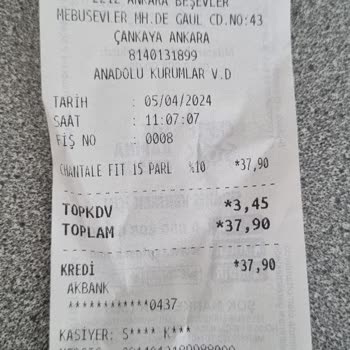 ANKARA BEŞEVLER
MEBUSEVLER MH.DE GAUL CD.NO:43
ÇANKAYA ANKARA
8140131899
ANADOLU KURUMLAR V.D
TARİH : 05/04/2024
SAAT : 11:07:07
FİŞ NO : 0008
CHANTALE FIT 15 PARL %10 *37,90
TOPKDV *3,45
TOPLAM *37,90
KREDİ *37,90
AKBANK
************0437
KASİYER: S**** K***